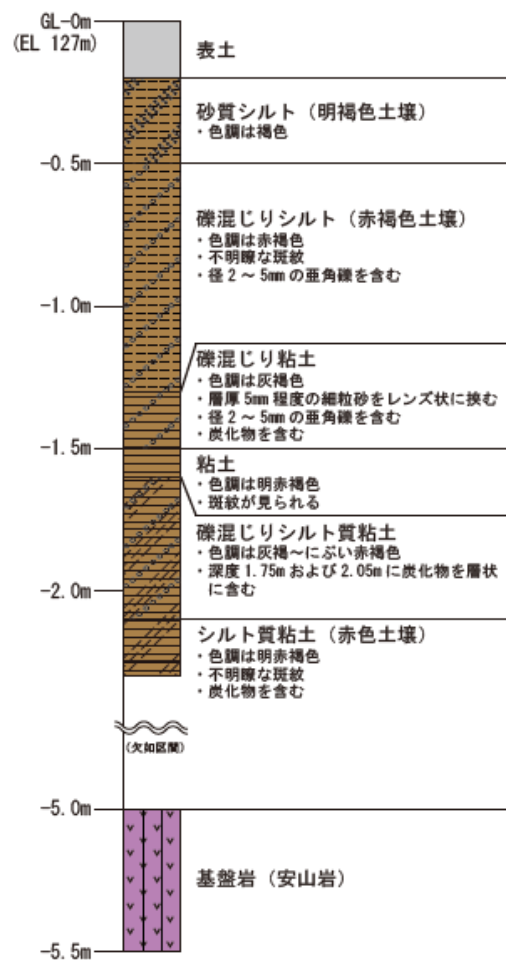 GL-0m
(EL 127m)
表土
砂質シルト（明褐色土壌）
・色調は褐色
-0.5m
礫混じりシルト（赤褐色土壌）
・色調は赤褐色
・不明瞭な斑紋
・径2～5mmの亜角礫を含む
-1.0m
礫混じり粘土
・色調は灰褐色
・層厚5mm程度の細粒砂をレンズ状に挟む
・径2～5mmの亜角礫を含む
・炭化物を含む
-1.5m
粘土
・色調は明赤褐色
・斑紋が見られる
礫混じりシルト質粘土
・色調は灰褐～にぶい赤褐色
・深度1.75mおよび2.05mに炭化物を層状
に含む
-2.0m
シルト質粘土（赤色土壌）
・色調は明赤褐色
・不明瞭な斑紋
・炭化物を含む
(欠如区間)
-5.0m
基盤岩（安山岩）
-5.5m